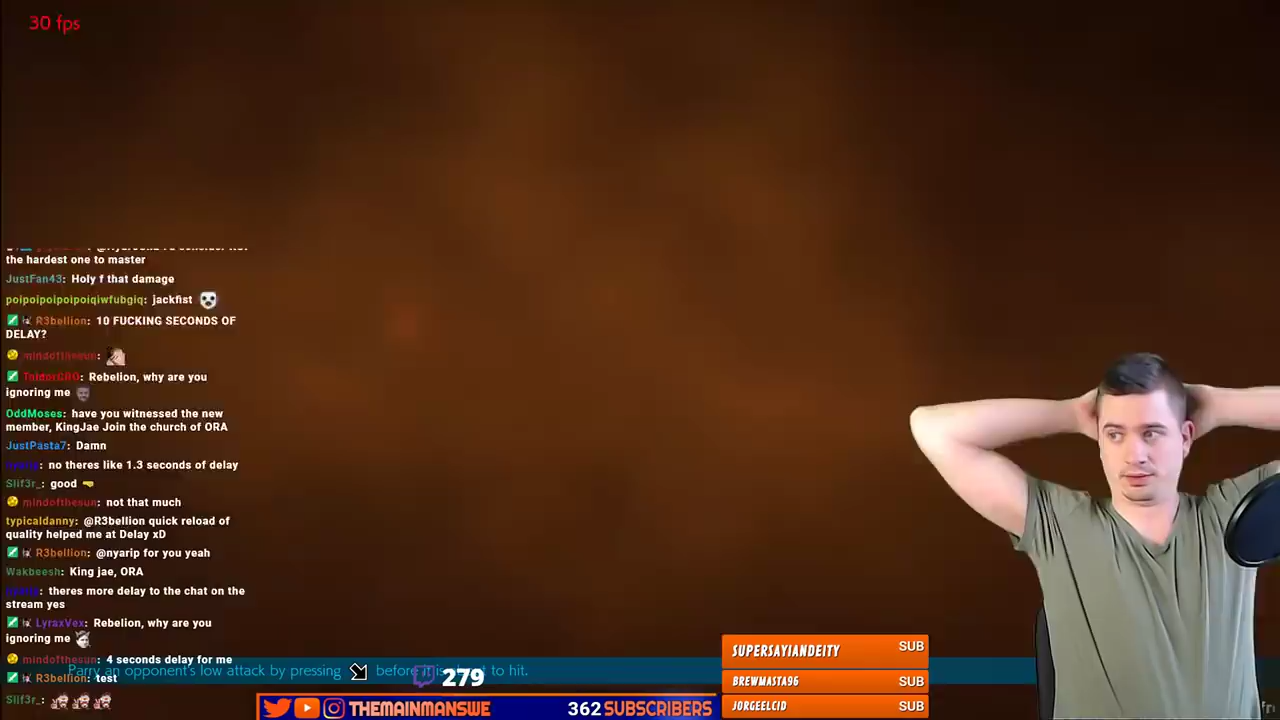 30 fps
the hardest one to master
JustFan43: Holy f that damage
poipoipoipoipoiqiwfubgiq: jackfist
R3bellion: 10 FUCKING SECONDS OF
DELAY?
mindofthesun:
Rebelion, why are you
ignoring me
OddMoses: have you witnessed the new
member, KingJae Join the church of ORA
JustPasta7: Damn
no theres like 1.3 seconds of delay
Slif3r_: good
mindofthesun: not that much
typicaldanny: @R3bellion quick reload of
quality helped me at Delay xD
R3bellion: @nyarip for you yeah
Wakbeesh: King jae, ORA
theres more delay to the chat on the
stream yes
LyraxVex: Rebelion, why are you
ignoring me
mindofthesun: 4 seconds delay for me
Parry an opponent's low attack by pressing before it is about to hit.
R3bellion: test
Slif3r_:
279
THEMAINMANSWE
362 SUBSCRIBERS
SUPERSAYIANDEITY SUB
BREWMASTA96 SUB
JORGEELCID SUB